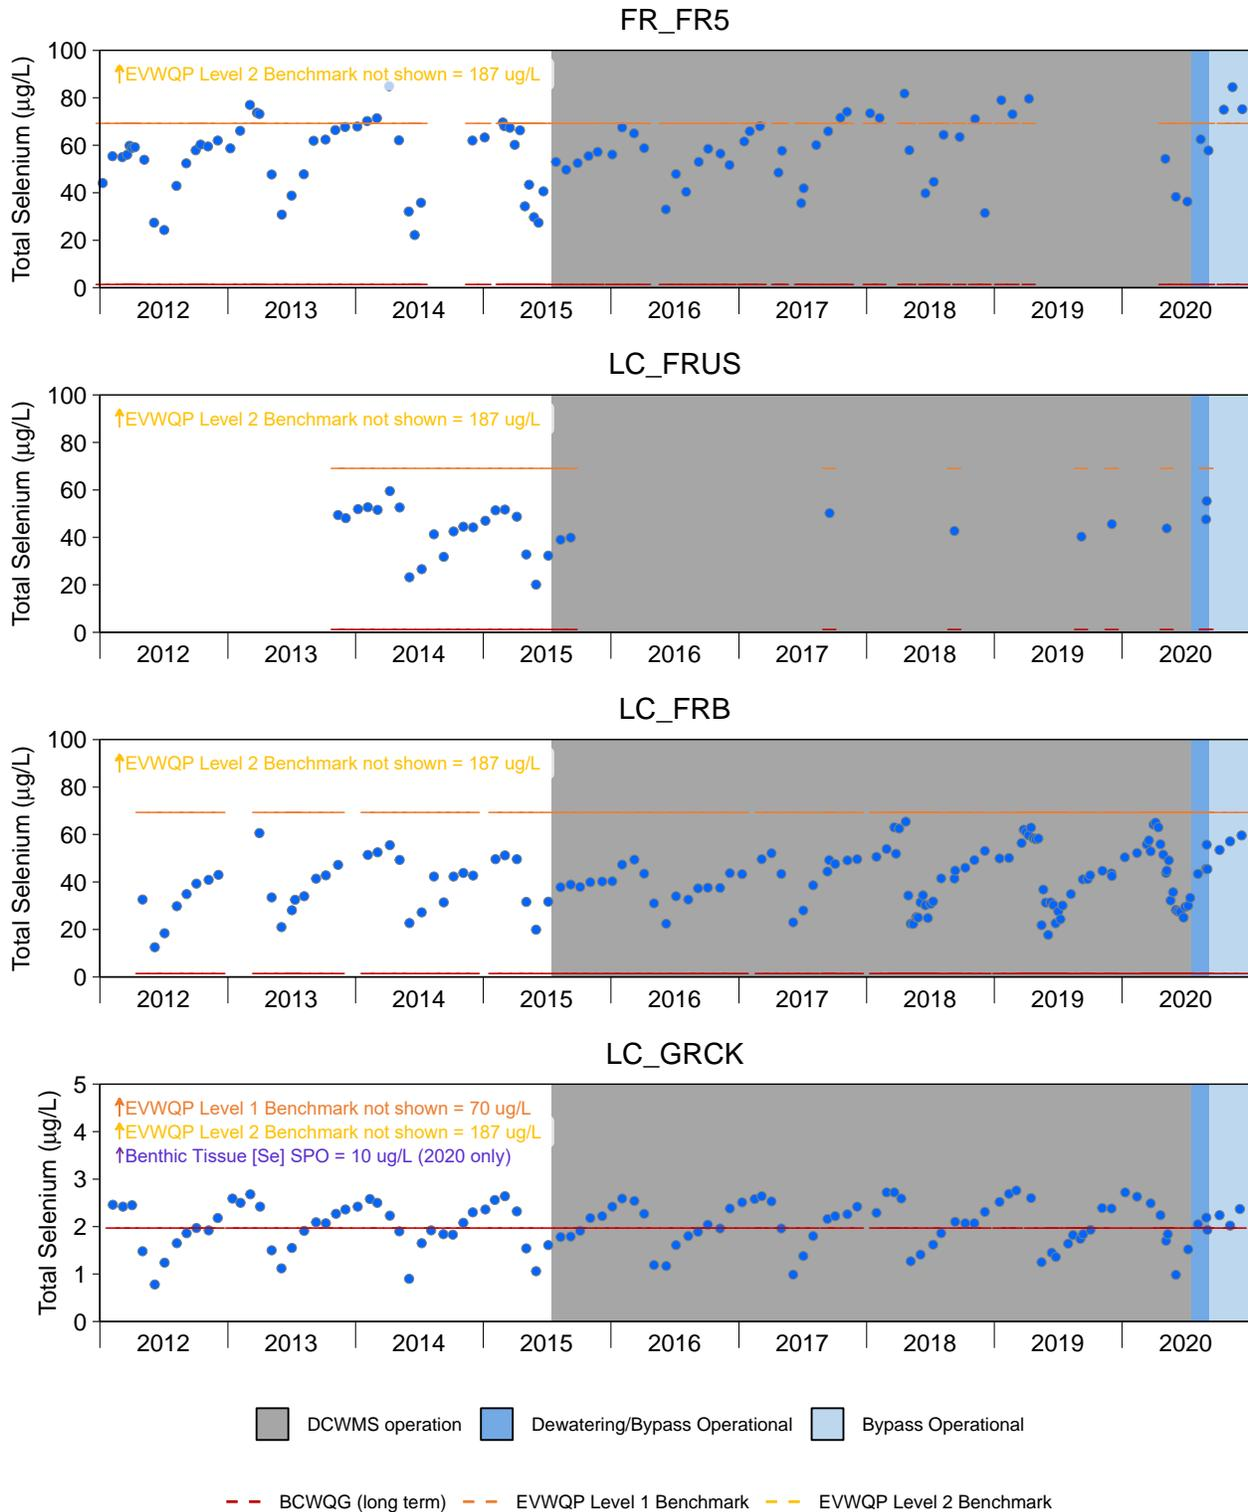 FR_FR5
Total Selenium (µg/L)
100
80
60
40
20
0
↑EVWQP Level 2 Benchmark not shown = 187 ug/L
2012 2013 2014 2015 2016 2017 2018 2019 2020
LC_FRUS
Total Selenium (µg/L)
100
80
60
40
20
0
↑EVWQP Level 2 Benchmark not shown = 187 ug/L
2012 2013 2014 2015 2016 2017 2018 2019 2020
LC_FRB
Total Selenium (µg/L)
100
80
60
40
20
0
↑EVWQP Level 2 Benchmark not shown = 187 ug/L
2012 2013 2014 2015 2016 2017 2018 2019 2020
LC_GRCK
Total Selenium (µg/L)
5
4
3
2
1
0
↑EVWQP Level 1 Benchmark not shown = 70 ug/L
↑EVWQP Level 2 Benchmark not shown = 187 ug/L
↑Benthic Tissue [Se] SPO = 10 ug/L (2020 only)
2012 2013 2014 2015 2016 2017 2018 2019 2020
DCWMS operation Dewatering/Bypass Operational Bypass Operational
BCWQG (long term) EVWQP Level 1 Benchmark EVWQP Level 2 Benchmark